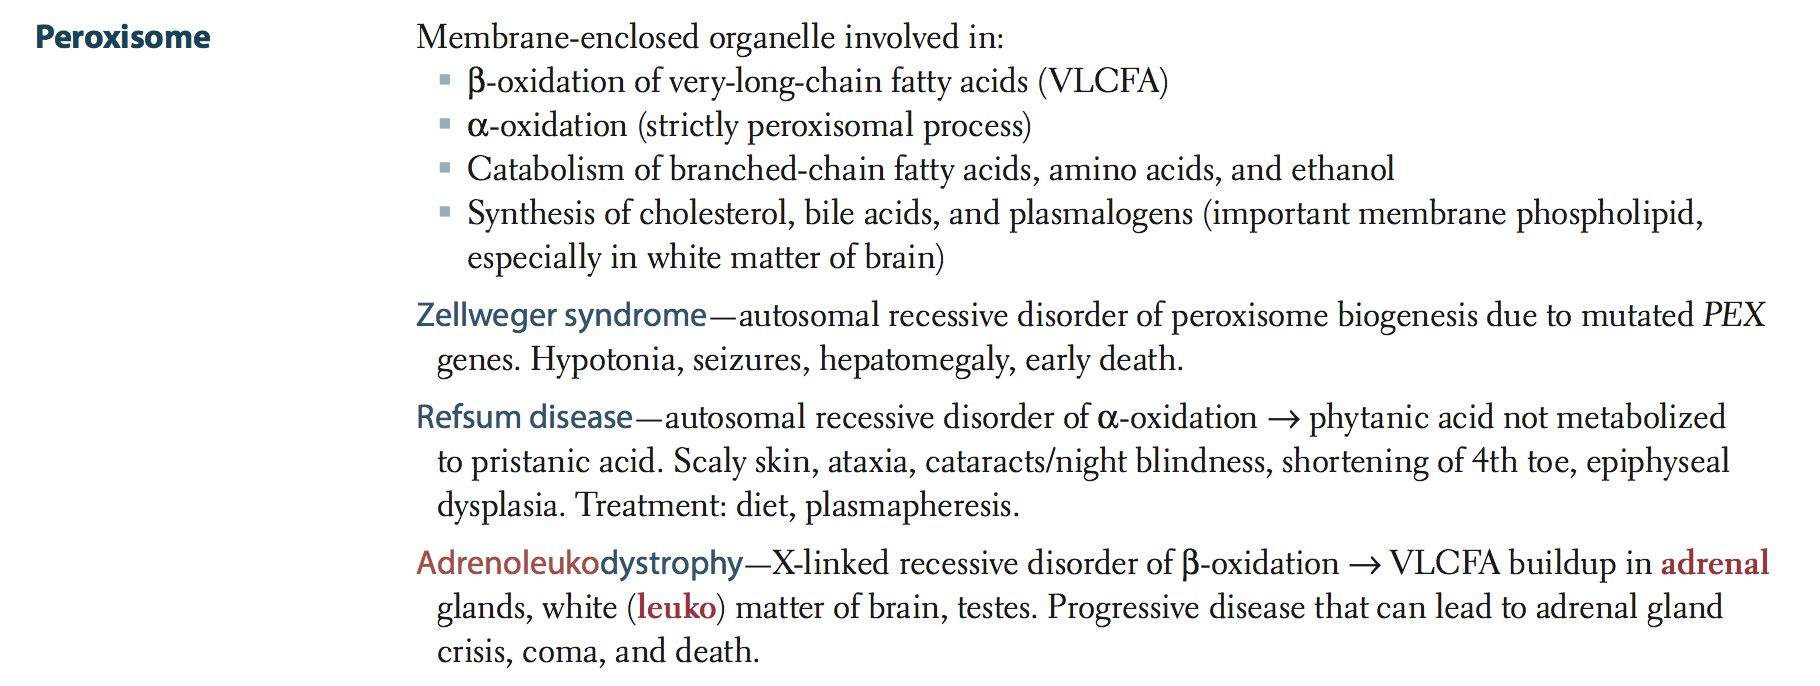 Peroxisome
Membrane-enclosed organelle involved in:
▪ β-oxidation of very-long-chain fatty acids (VLCFA)
▪ α-oxidation (strictly peroxisomal process)
▪ Catabolism of branched-chain fatty acids, amino acids, and ethanol
▪ Synthesis of cholesterol, bile acids, and plasmalogens (important membrane phospholipid,
especially in white matter of brain)
Zellweger syndrome—autosomal recessive disorder of peroxisome biogenesis due to mutated PEX
genes. Hypotonia, seizures, hepatomegaly, early death.
Refsum disease—autosomal recessive disorder of α-oxidation → phytanic acid not metabolized
to pristanic acid. Scaly skin, ataxia, cataracts/night blindness, shortening of 4th toe, epiphyseal
dysplasia. Treatment: diet, plasmapheresis.
Adrenoleukodystrophy—X-linked recessive disorder of β-oxidation → VLCFA buildup in adrenal
glands, white (leuko) matter of brain, testes. Progressive disease that can lead to adrenal gland
crisis, coma, and death.